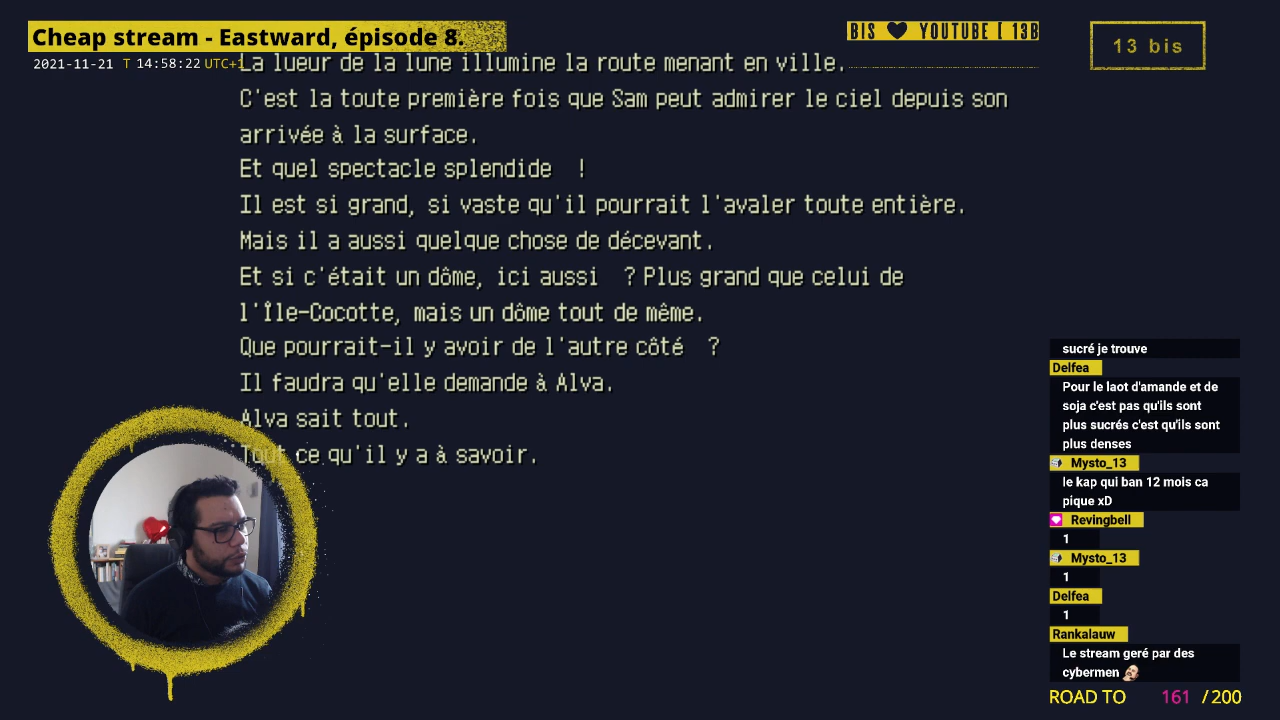 Cheap stream - Eastward, épisode 8.
BIS ♥ YOUTUBE [ 13B
13 bis
2021-11-21 T 14:58:22 UTC+1
La lueur de la lune illumine la route menant en ville.
C'est la toute première fois que Sam peut admirer le ciel depuis son
arrivée à la surface.
Et quel spectacle splendide !
Il est si grand, si vaste qu'il pourrait l'avaler toute entière.
Mais il a aussi quelque chose de décevant.
Et si c'était un dôme, ici aussi ? Plus grand que celui de
l'Île-Cocotte, mais un dôme tout de même.
Que pourrait-il y avoir de l'autre côté ?
Il faudra qu'elle demande à Alva.
Alva sait tout.
Tout ce qu'il y a à savoir.
sucré je trouve
Delfea
Pour le laot d'amande et de
soja c'est pas qu'ils sont
plus sucrés c'est qu'ils sont
plus denses
Mysto_13
le kap qui ban 12 mois ca
pique xD
Revingbell
1
Mysto_13
1
Delfea
1
Rankalauw
Le stream geré par des
cybermen
ROAD TO 161 / 200